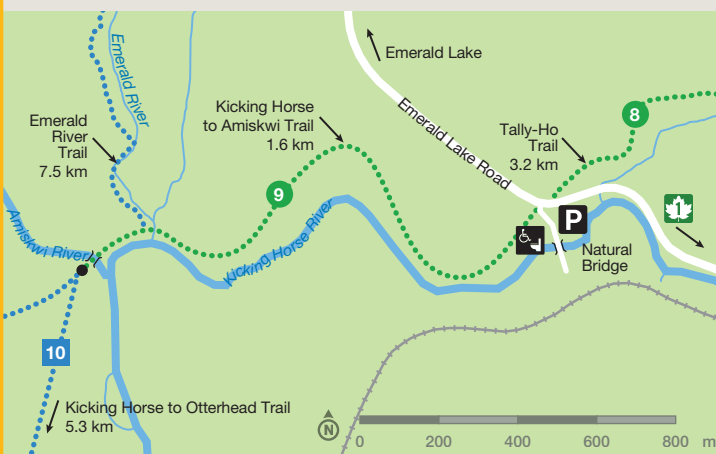 Emerald Lake
Emerald River
Emerald
River
Trail
7.5 km
Kicking Horse
to Amiskwi Trail
1.6 km
Emerald Lake Road
Tally-Ho
Trail
3.2 km
8
9
1
P
Natural
Bridge
Amiskwi River
Kicking Horse River
10
Kicking Horse to Otterhead Trail
5.3 km
N
0 200 400 600 800 m